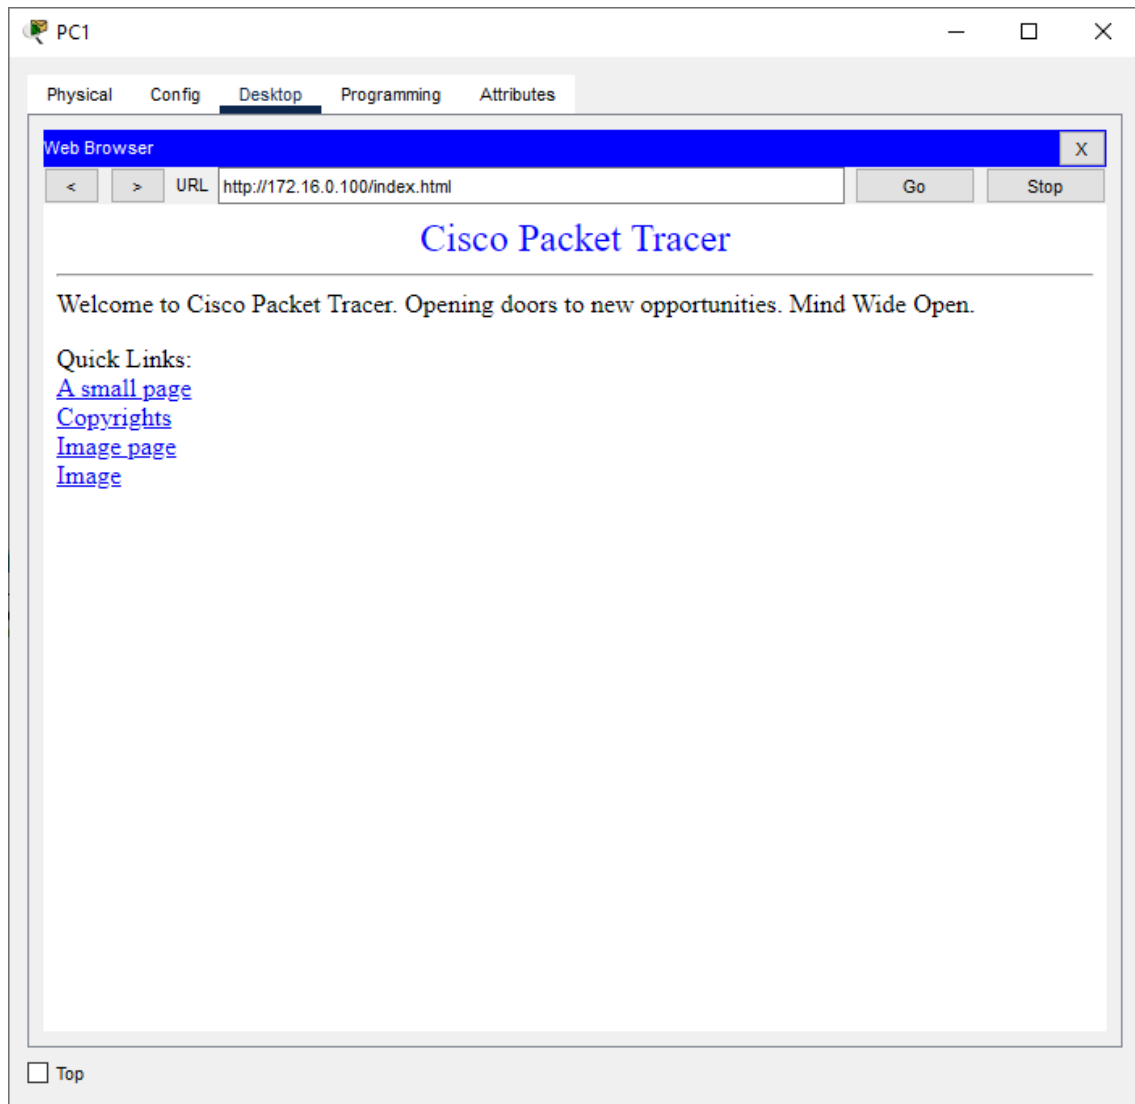 PC1
Physical Config Desktop Programming Attributes
Web Browser X
< > URL http://172.16.0.100/index.html Go Stop
Cisco Packet Tracer
Welcome to Cisco Packet Tracer. Opening doors to new opportunities. Mind Wide Open.
Quick Links:
A small page
Copyrights
Image page
Image
Top